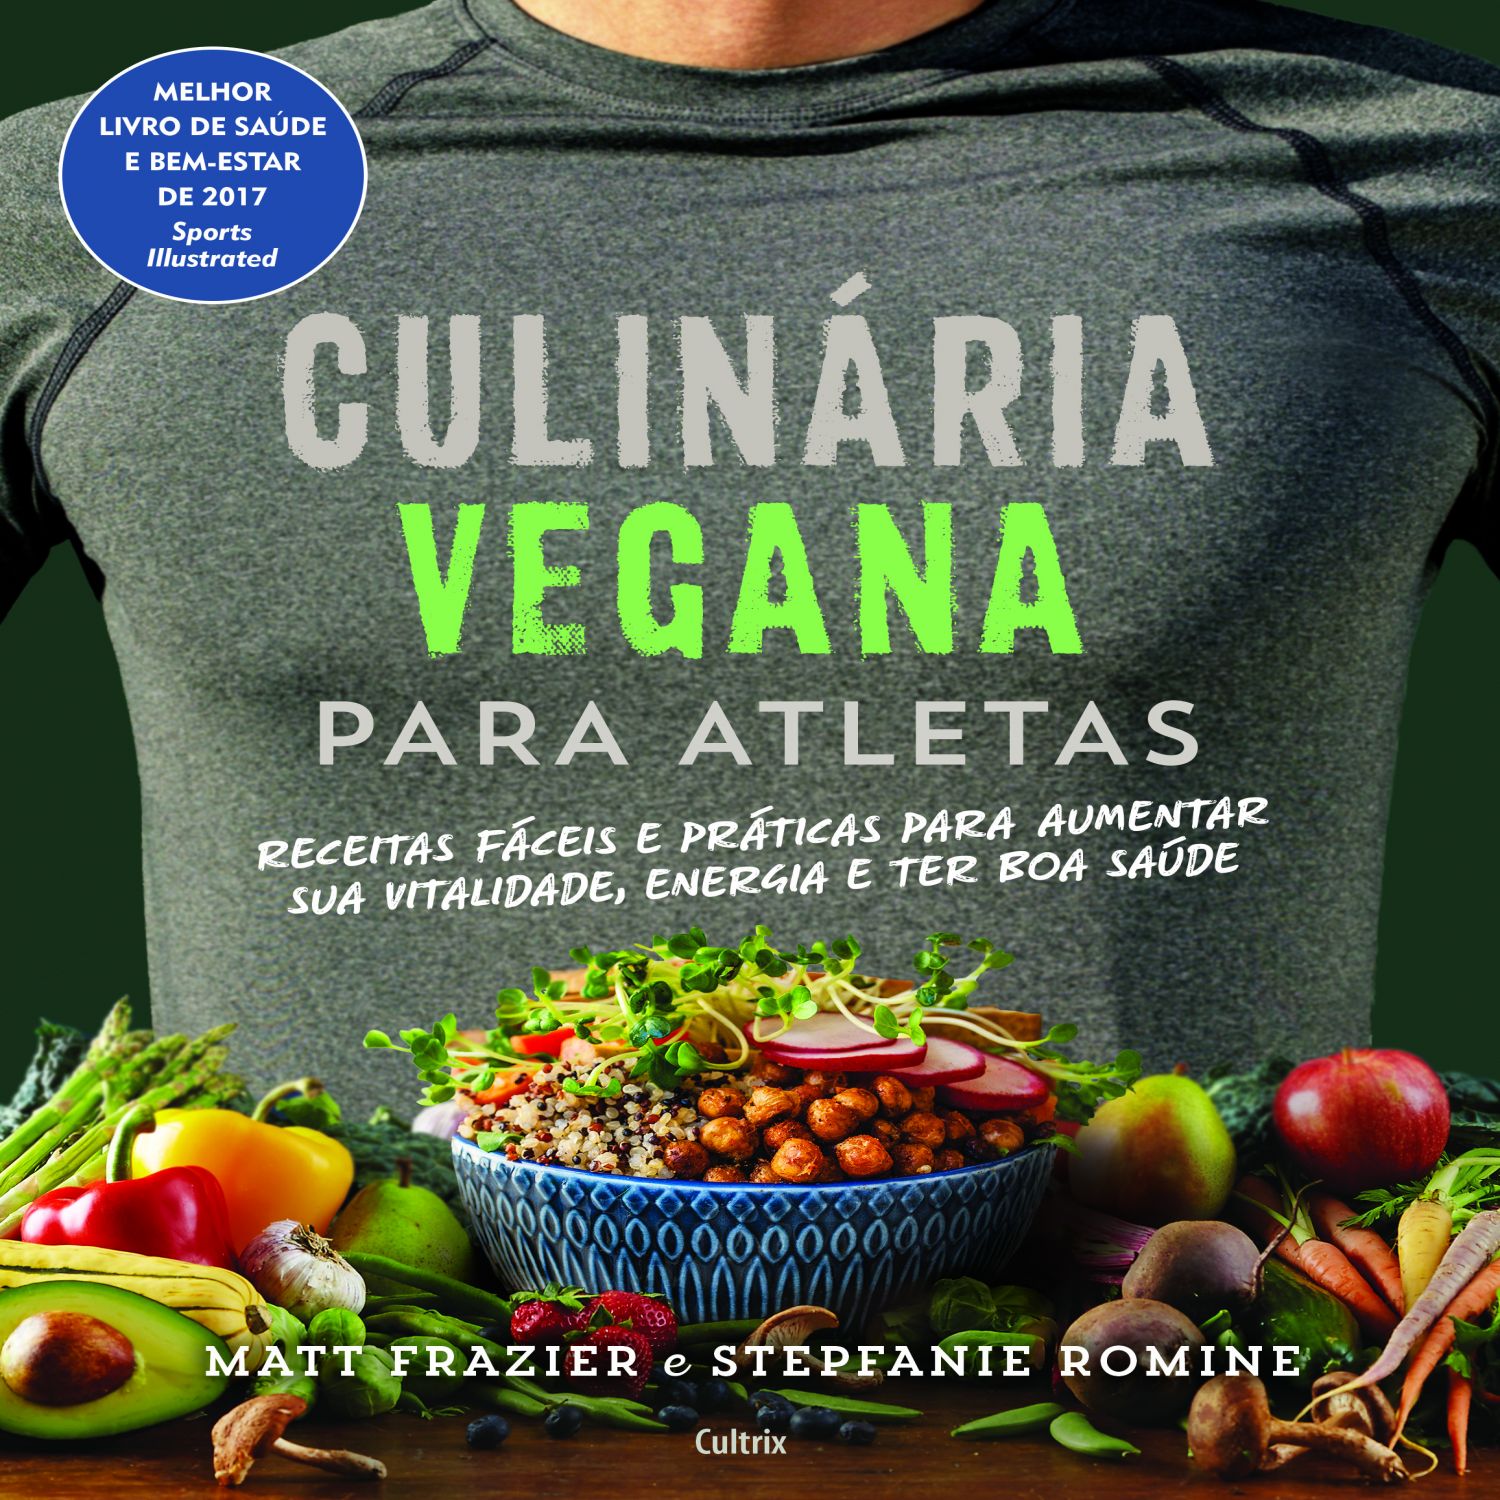 MELHOR
LIVRO DE SAÚDE
E BEM-ESTAR
DE 2017
Sports
Illustrated
CULINÁRIA
VEGANA
PARA ATLETAS
RECEITAS FÁCEIS E PRÁTICAS PARA AUMENTAR
SUA VITALIDADE, ENERGIA E TER BOA SAÚDE
MATT FRAZIER e STEPFANIE ROMINE
Cultrix